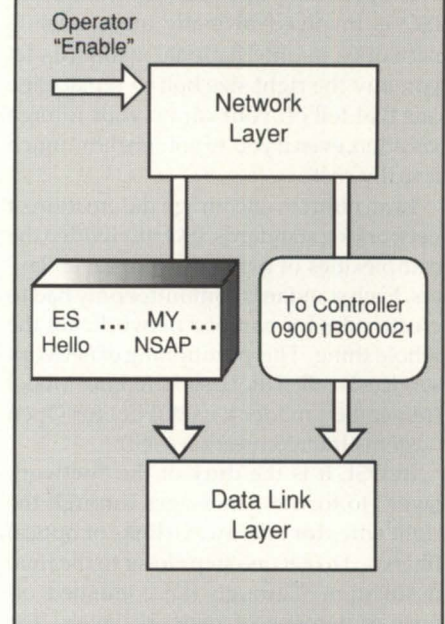 Operator
“Enable”
Network
Layer
ES ... MY ...
Hello NSAP
To Controller
09001B000021
Data Link
Layer